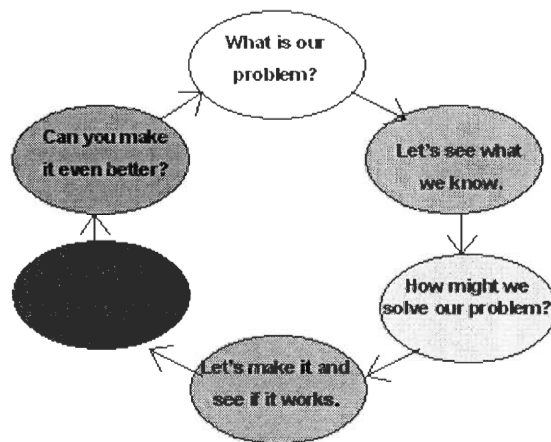 What is our
problem?
Let's see what
we know.
How might we
solve our problem?
Let's make it and
see if it works.
Can you make
it even better?